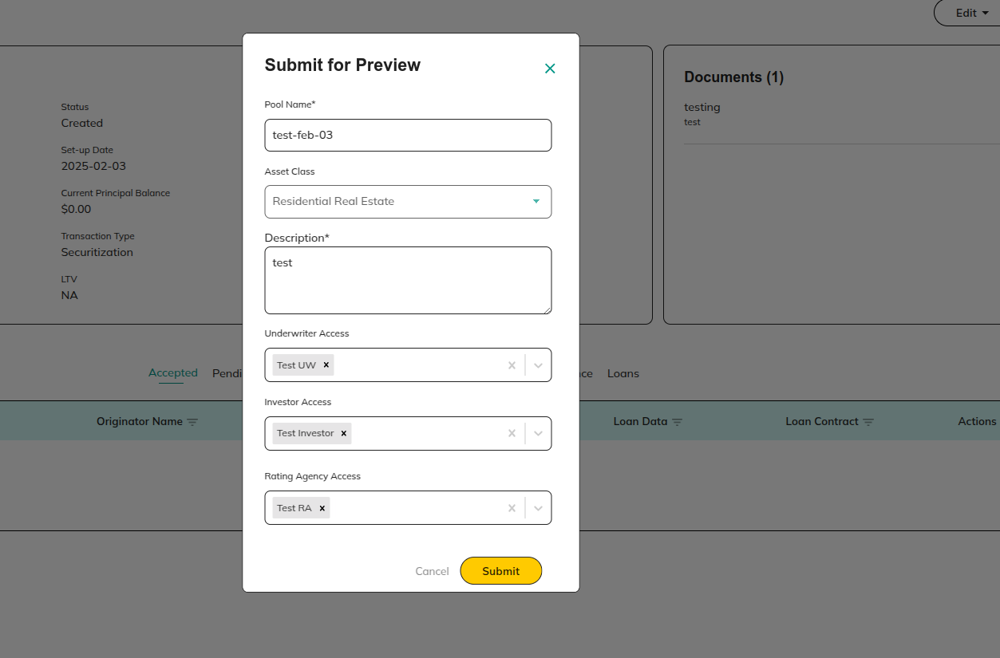 Edit
Submit for Preview
Pool Name*
test-feb-03
Asset Class
Residential Real Estate
Description*
test
Underwriter Access
Test UW
Investor Access
Test Investor
Rating Agency Access
Test RA
Cancel
Submit
Status
Created
Set-up Date
2025-02-03
Current Principal Balance
$0.00
Transaction Type
Securitization
LTV
NA
Documents (1)
testing
test
Accepted Pendi ce Loans
Originator Name Loan Data Loan Contract Actions